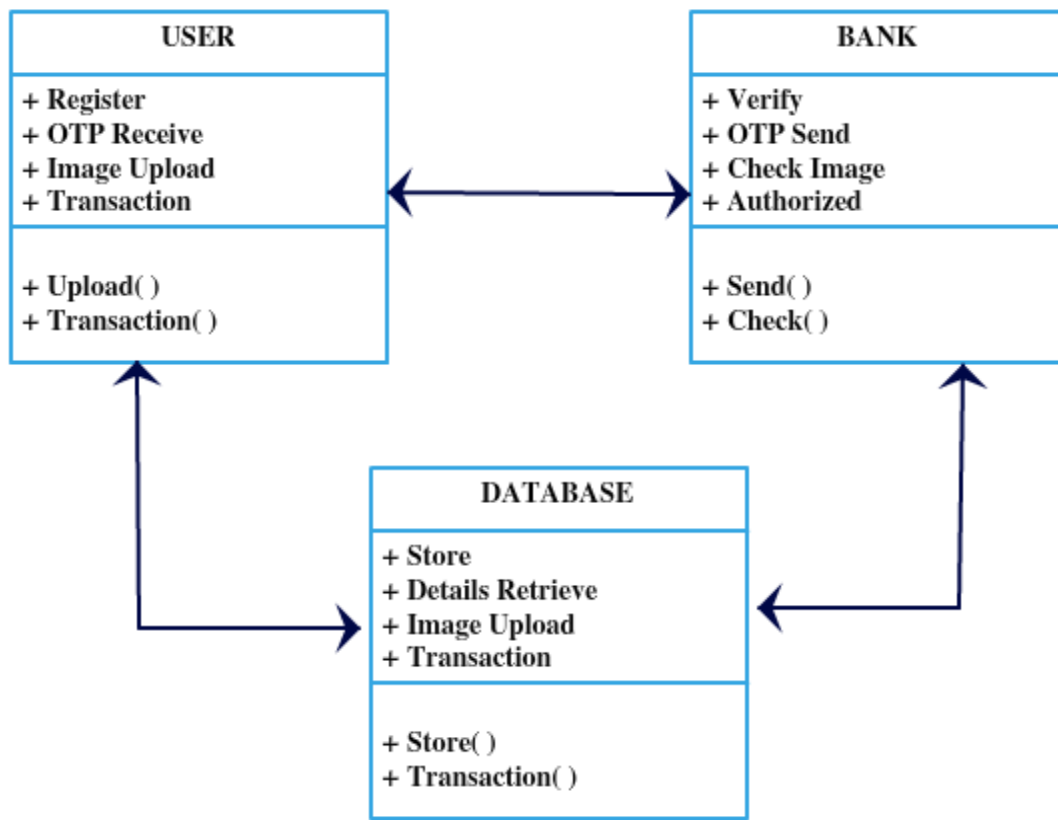 USER
+ Register
+ OTP Receive
+ Image Upload
+ Transaction
+ Upload( )
+ Transaction( )
BANK
+ Verify
+ OTP Send
+ Check Image
+ Authorized
+ Send( )
+ Check( )
DATABASE
+ Store
+ Details Retrieve
+ Image Upload
+ Transaction
+ Store( )
+ Transaction( )